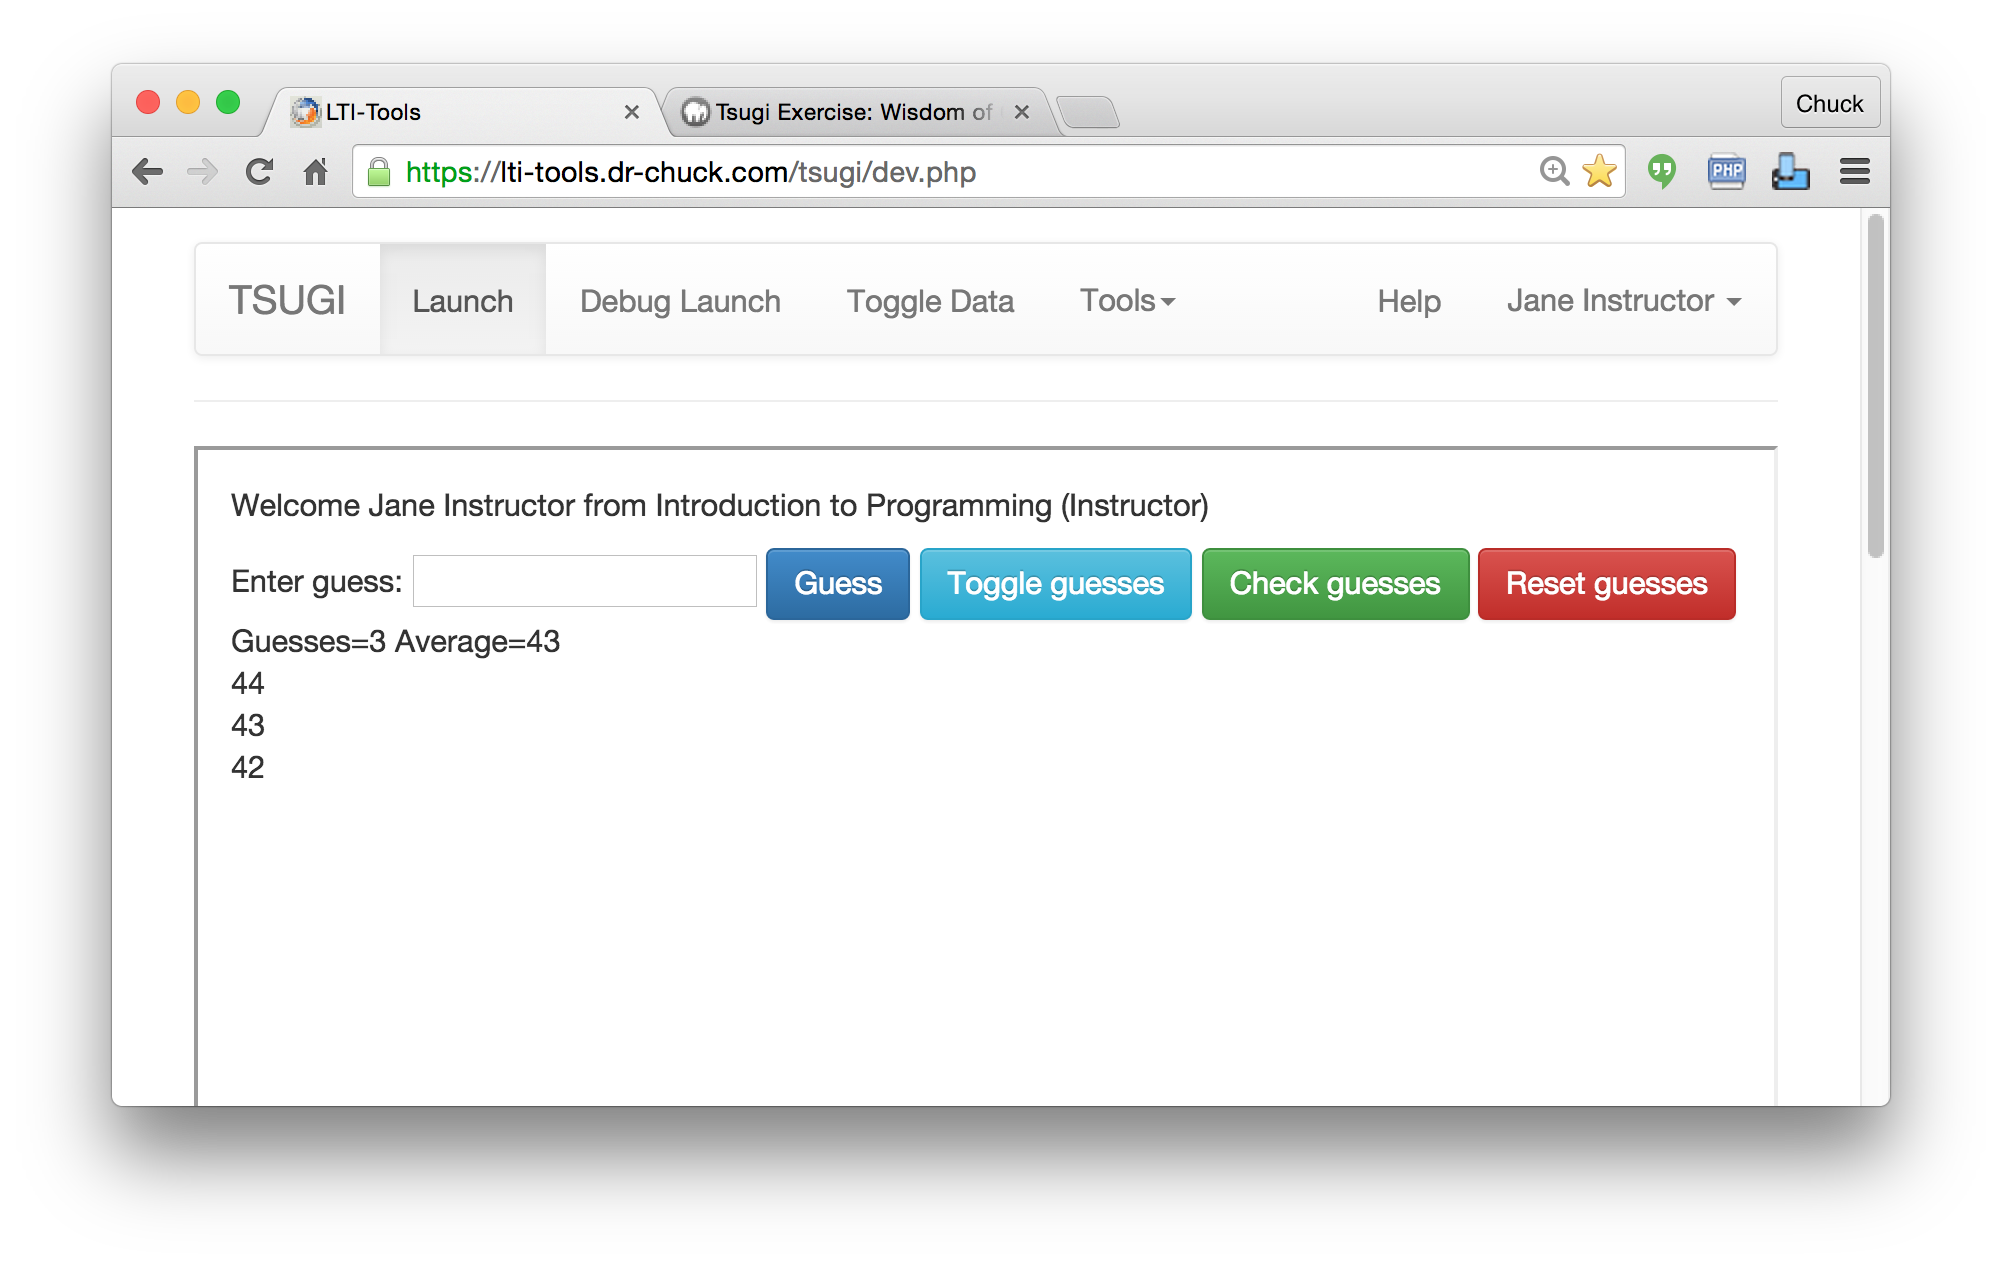 LTI-Tools
Tsugi Exercise: Wisdom of
Chuck
https://lti-tools.dr-chuck.com/tsugi/dev.php
PHP
TSUGI Launch Debug Launch Toggle Data Tools Help Jane Instructor
Welcome Jane Instructor from Introduction to Programming (Instructor)
Enter guess: Guess Toggle guesses Check guesses Reset guesses
Guesses=3 Average=43
44
43
42